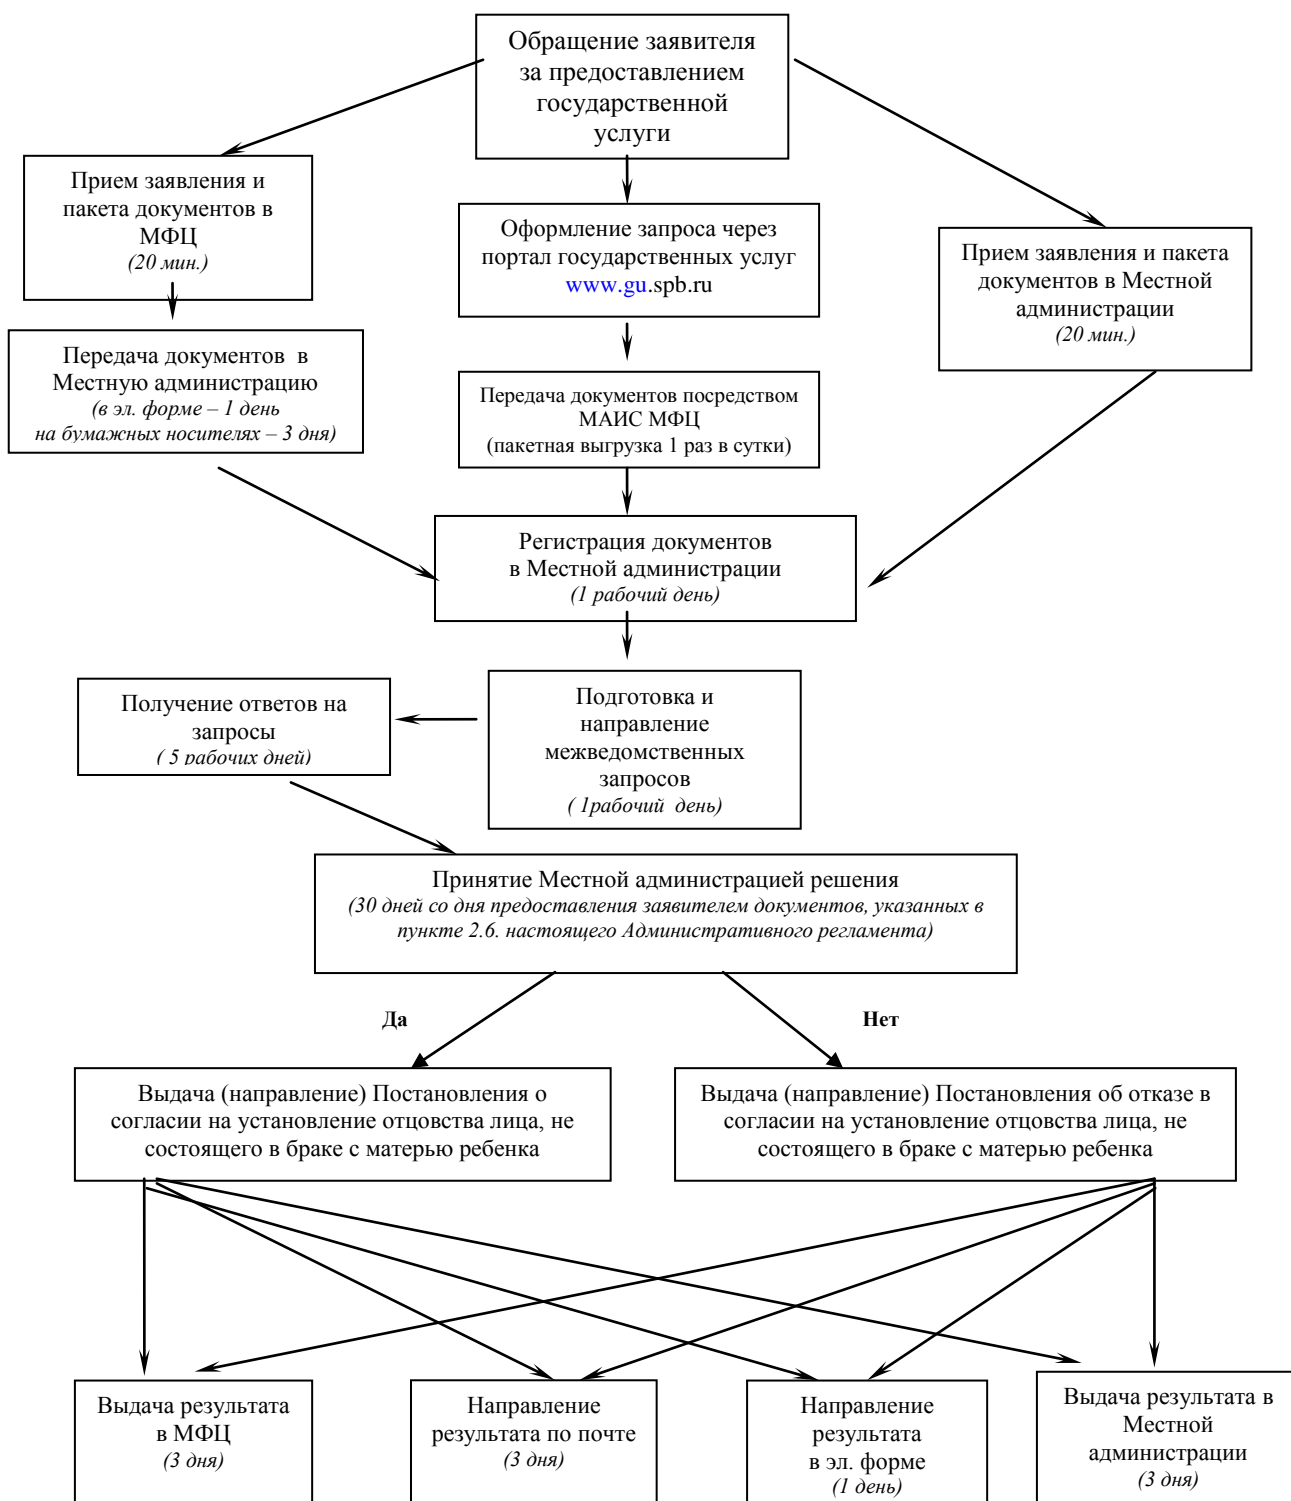 Обращение заявителя
за предоставлением
государственной
услуги
Прием заявления и
пакета документов в
МФЦ
(20 мин.)
Оформление запроса через
портал государственных услуг
www.gu.spb.ru
Прием заявления и пакета
документов в Местной
администрации
(20 мин.)
Передача документов в
Местную администрацию
(в эл. форме – 1 день
на бумажных носителях – 3 дня)
Передача документов посредством
МАИС МФЦ
(пакетная выгрузка 1 раз в сутки)
Регистрация документов
в Местной администрации
(1 рабочий день)
Подготовка и
направление
межведомственных
запросов
( 1рабочий день)
Получение ответов на
запросы
( 5 рабочих дней)
Принятие Местной администрацией решения
(30 дней со дня предоставления заявителем документов, указанных в
пункте 2.6. настоящего Административного регламента)
Да
Нет
Выдача (направление) Постановления о
согласии на установление отцовства лица, не
состоящего в браке с матерью ребенка
Выдача (направление) Постановления об отказе в
согласии на установление отцовства лица, не
состоящего в браке с матерью ребенка
Выдача результата
в МФЦ
(3 дня)
Направление
результата по почте
(3 дня)
Направление
результата
в эл. форме
(1 день)
Выдача результата в
Местной
администрации
(3 дня)